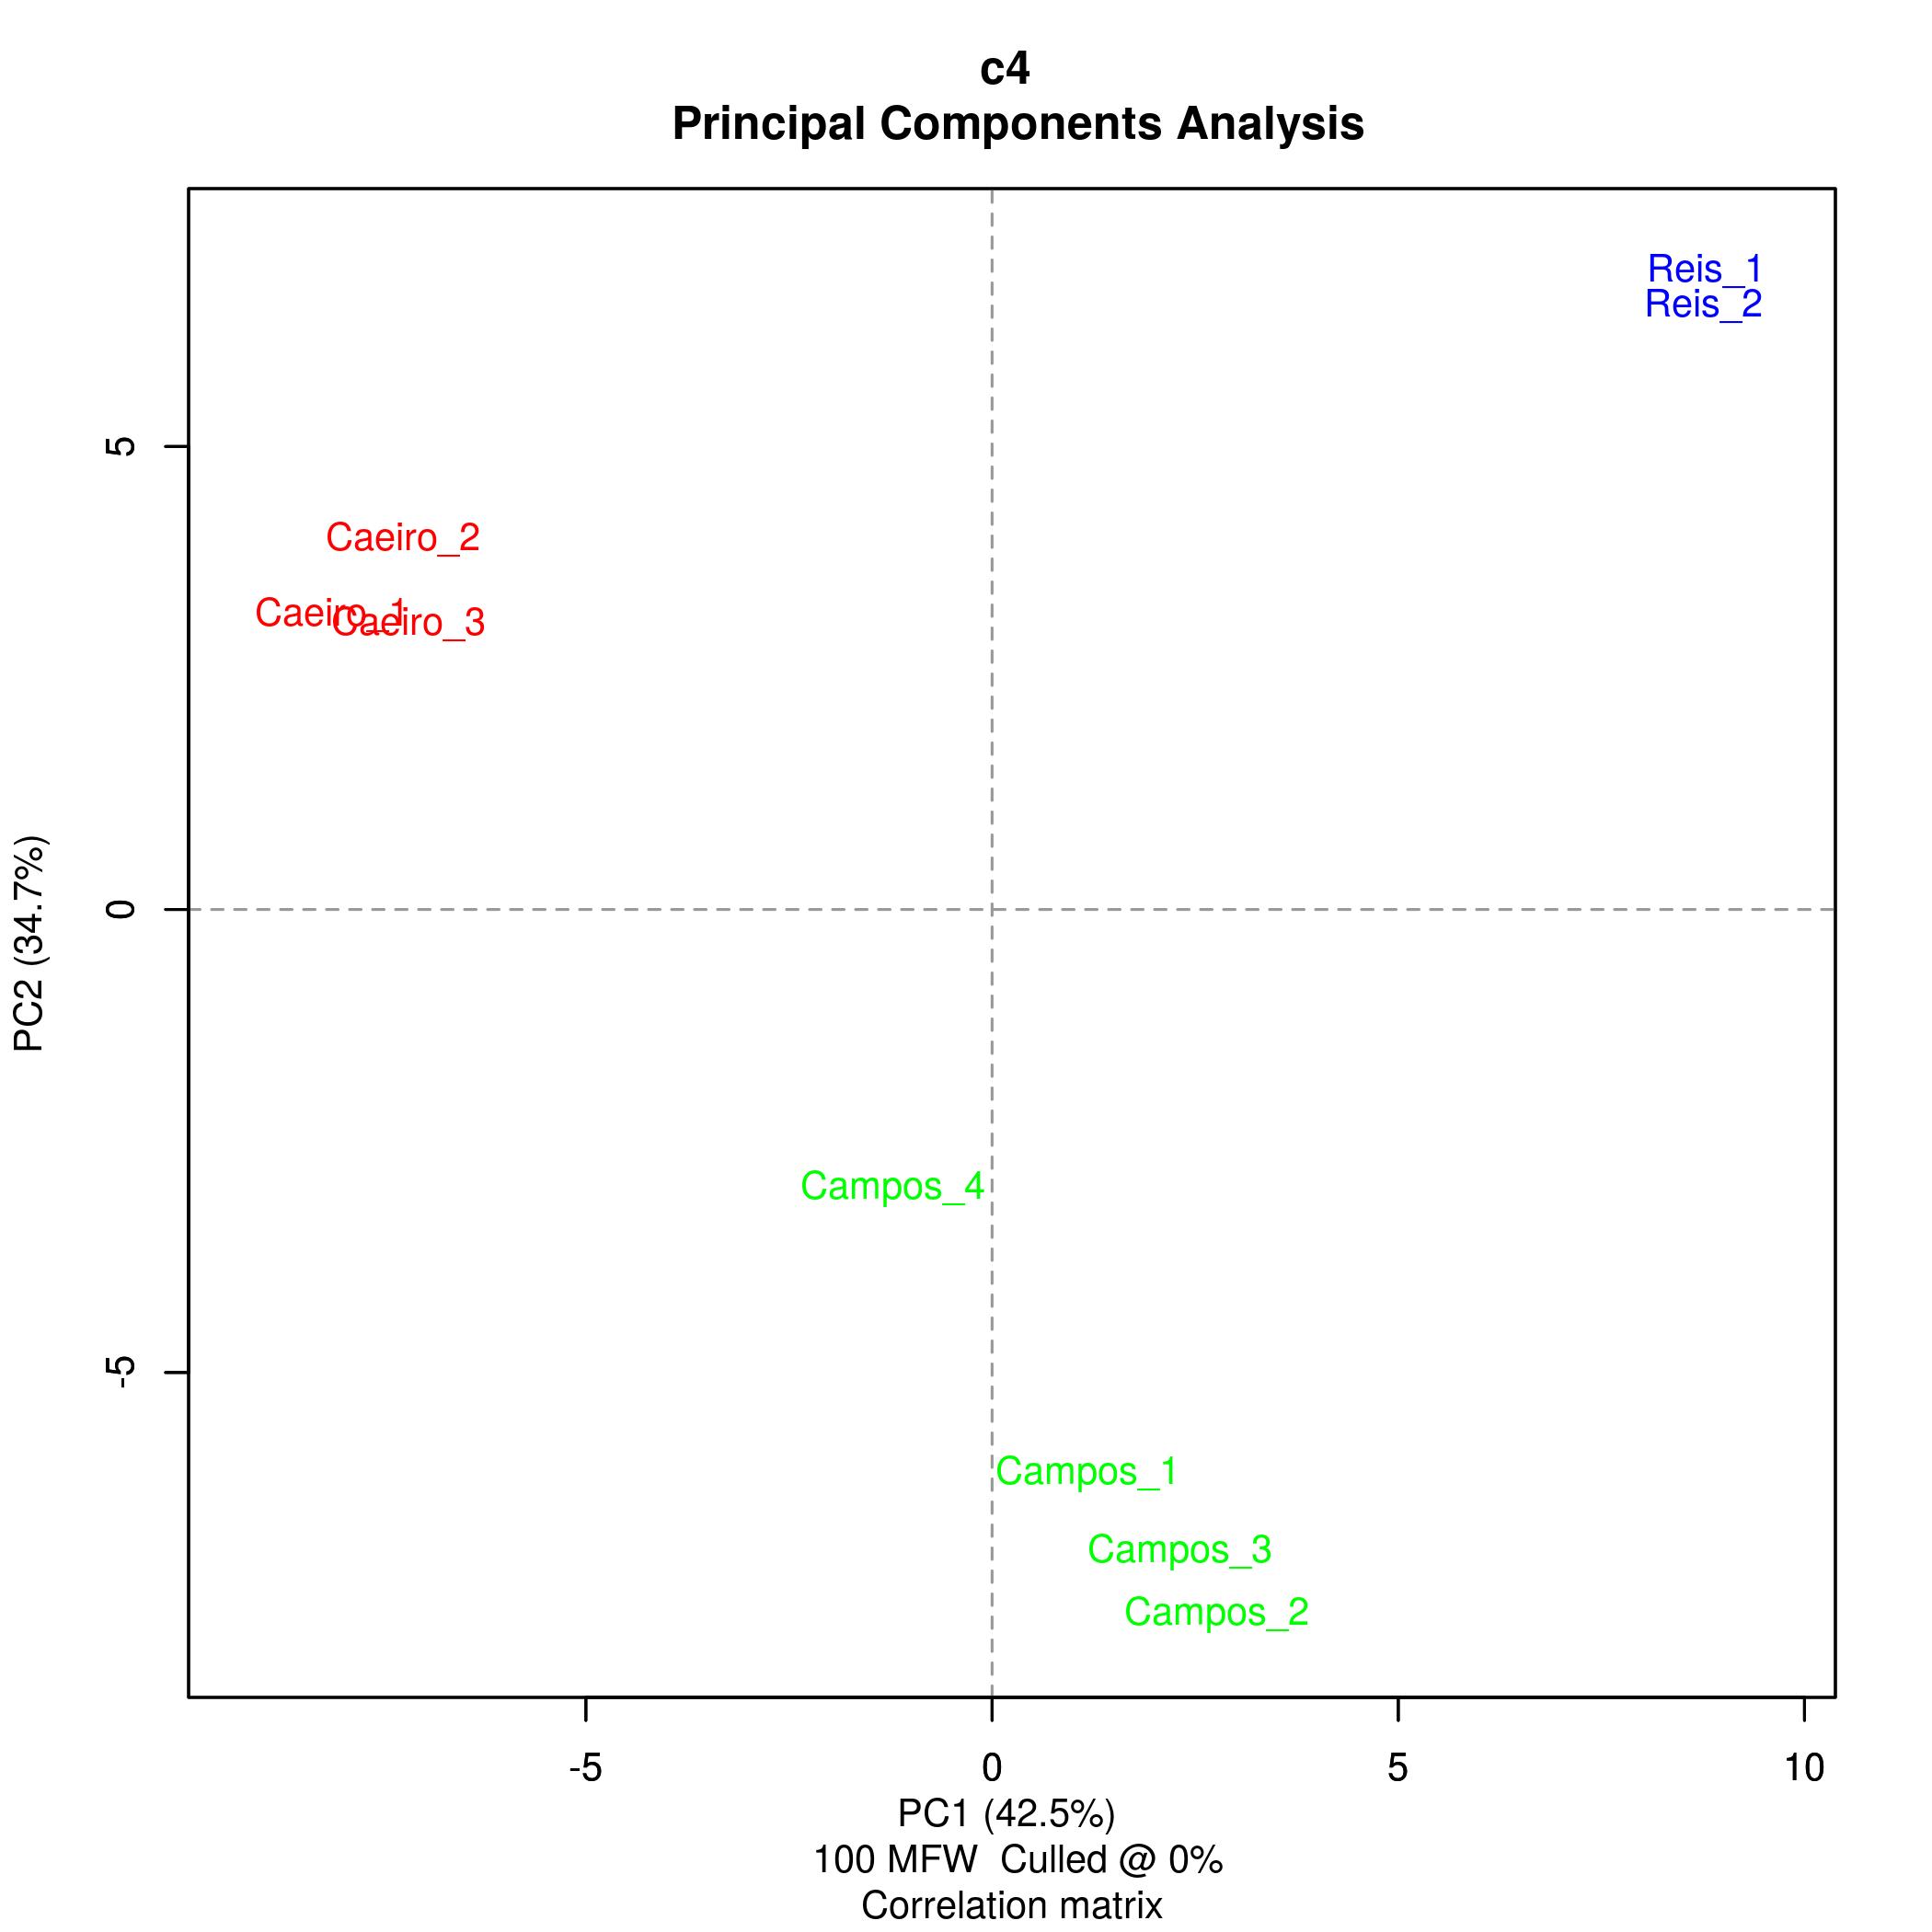 c4
Principal Components Analysis
Reis_1
Reis_2
5
Caeiro_2
Caeiro_1
Caeiro_3
0
PC2 (34.7%)
Campos_4
-5
Campos_1
Campos_3
Campos_2
-5 0 5 10
PC1 (42.5%)
100 MFW Culled @ 0%
Correlation matrix